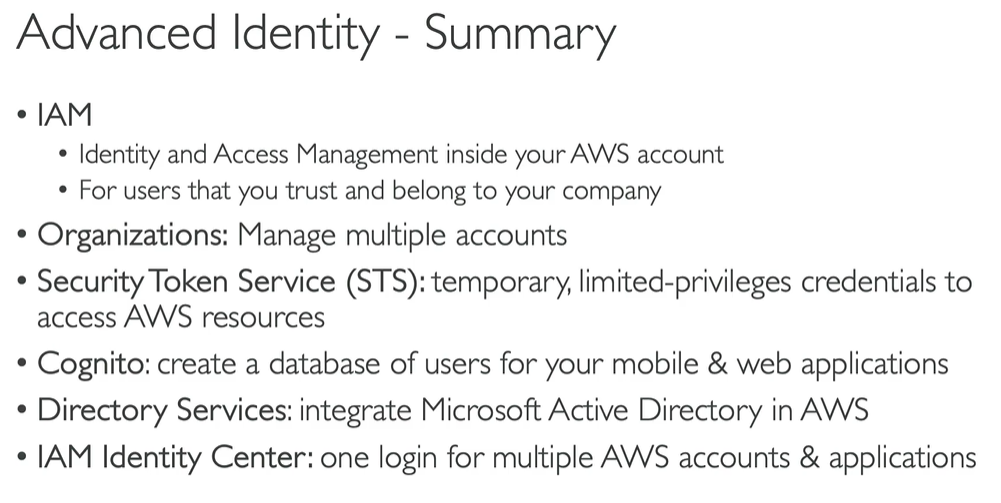 Advanced Identity - Summary
• IAM
• Identity and Access Management inside your AWS account
• For users that you trust and belong to your company
• Organizations: Manage multiple accounts
• Security Token Service (STS): temporary, limited-privileges credentials to
access AWS resources
• Cognito: create a database of users for your mobile & web applications
• Directory Services: integrate Microsoft Active Directory in AWS
• IAM Identity Center: one login for multiple AWS accounts & applications